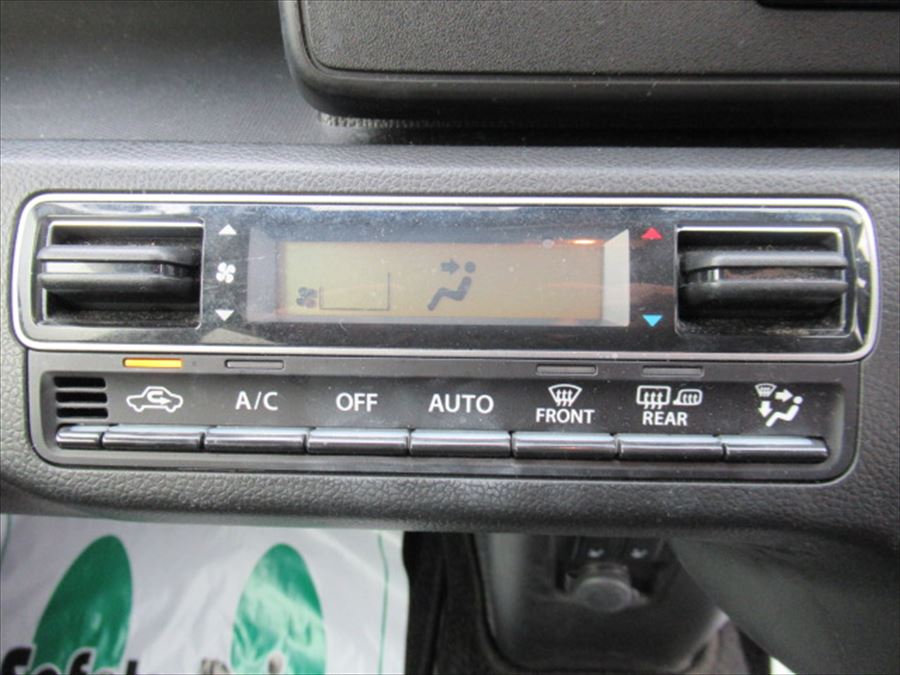 A/C OFF AUTO FRONT REAR